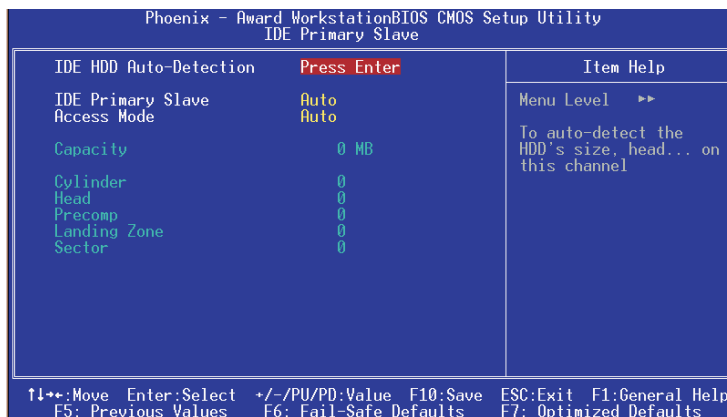 Phoenix - Award WorkstationBIOS CMOS Setup Utility
IDE Primary Slave
IDE HDD Auto-Detection Press Enter
IDE Primary Slave Auto
Access Mode Auto
Capacity 0 MB
Cylinder 0
Head 0
Precomp 0
Landing Zone 0
Sector 0
Item Help
Menu Level ▸▸
To auto-detect the
HDD's size, head... on
this channel
↑↓→←:Move Enter:Select +/-/PU/PD:Value F10:Save ESC:Exit F1:General Help
F5: Previous Values F6: Fail-Safe Defaults F7: Optimized Defaults